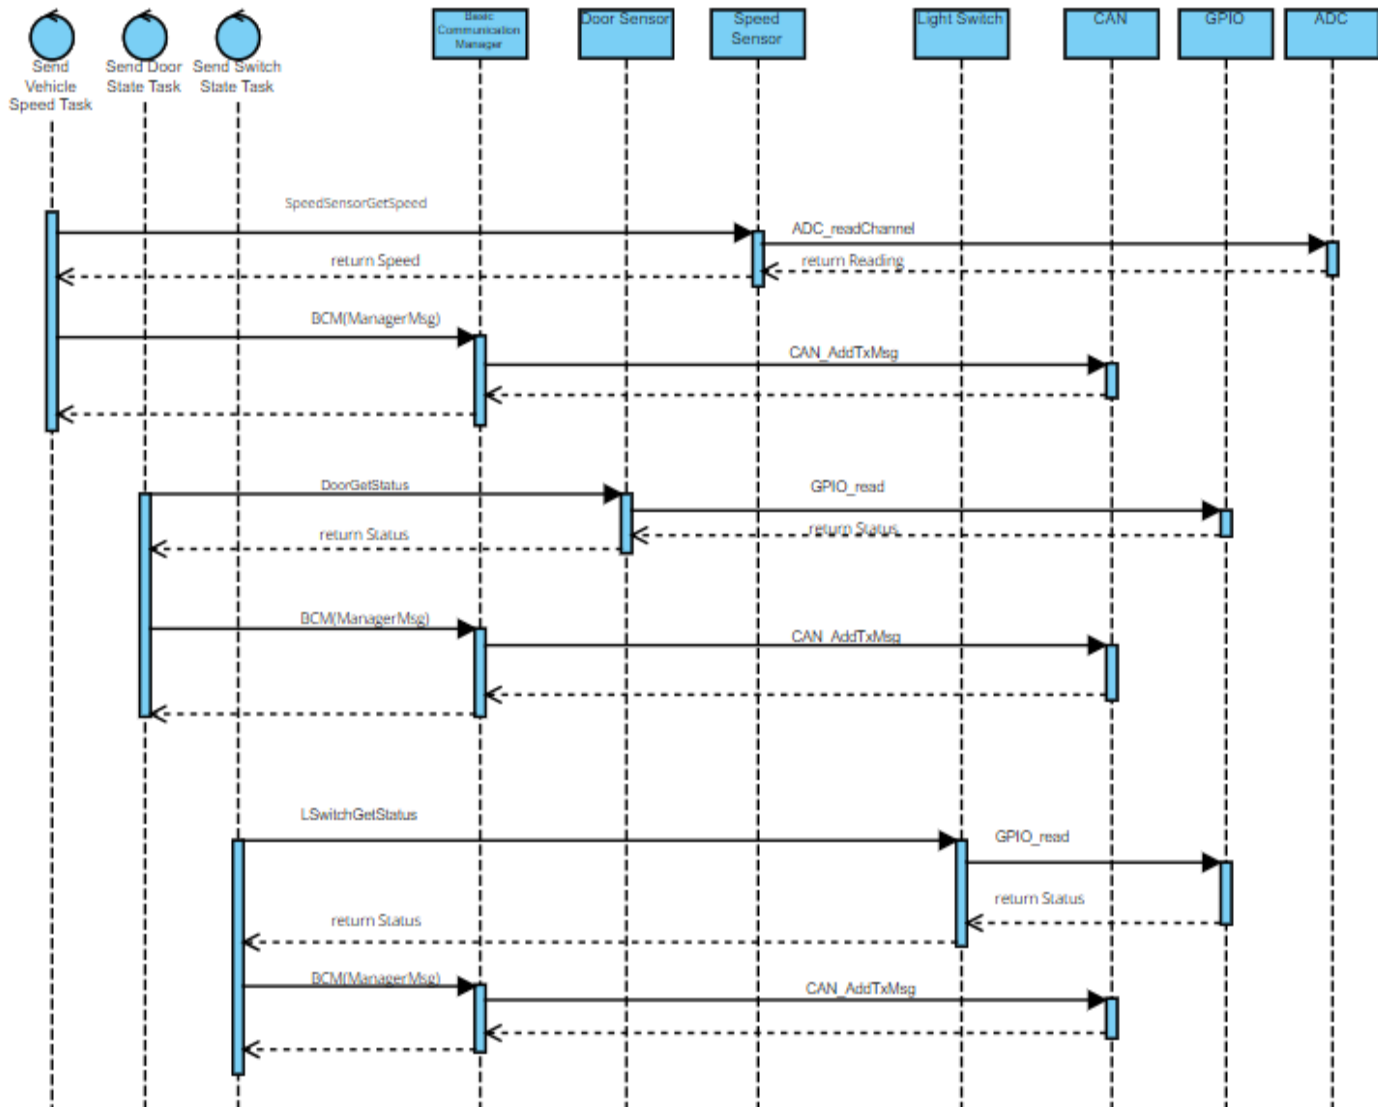 Send
Vehicle
Speed Task
Send Door
State Task
Send Switch
State Task
Basic
Communication
Manager
Door Sensor
Speed
Sensor
Light Switch
CAN
GPIO
ADC
SpeedSensorGetSpeed
ADC_readChannel
return Speed
return Reading
BCM(ManagerMsg)
CAN_AddTxMsg
DoorGetStatus
GPIO_read
return Status
return Status
BCM(ManagerMsg)
CAN_AddTxMsg
LSwitchGetStatus
GPIO_read
return Status
return Status
BCM(ManagerMsg)
CAN_AddTxMsg